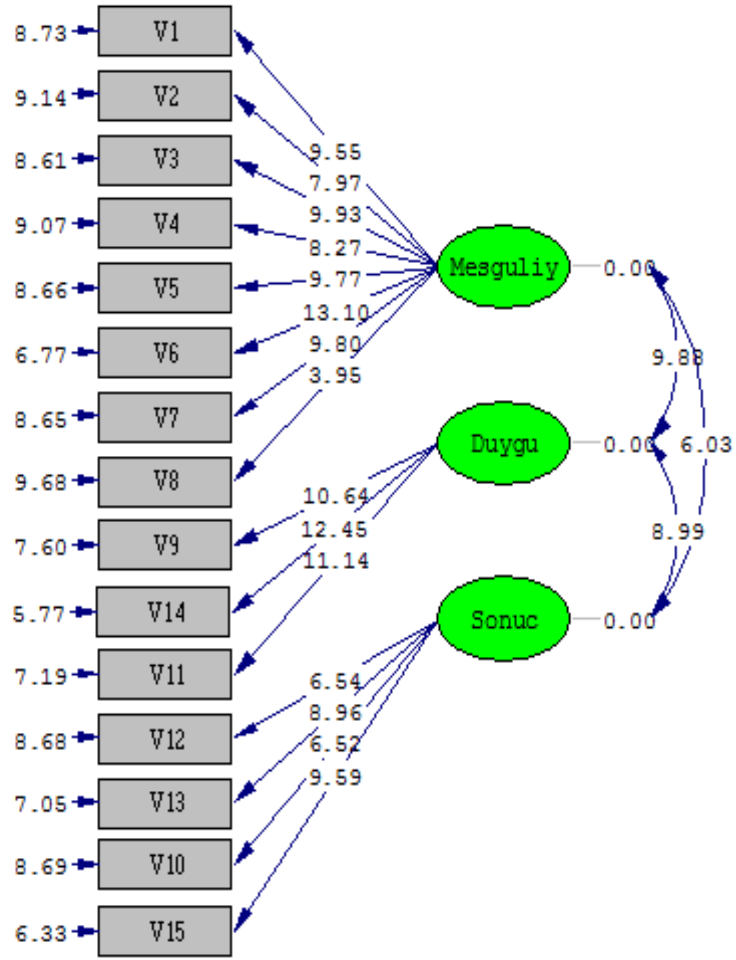 8.73 V1
9.14 V2
8.61 V3
9.07 V4
8.66 V5
6.77 V6
8.65 V7
9.68 V8
7.60 V9
5.77 V14
7.19 V11
8.68 V12
7.05 V13
8.69 V10
6.33 V15
9.55
7.97
9.93
8.27
9.77
13.10
9.80
3.95
10.64
12.45
11.14
6.54
8.96
6.52
9.59
Mesguliy 0.00
Duygu 0.00
Sonuc 0.00
9.88
6.03
8.99